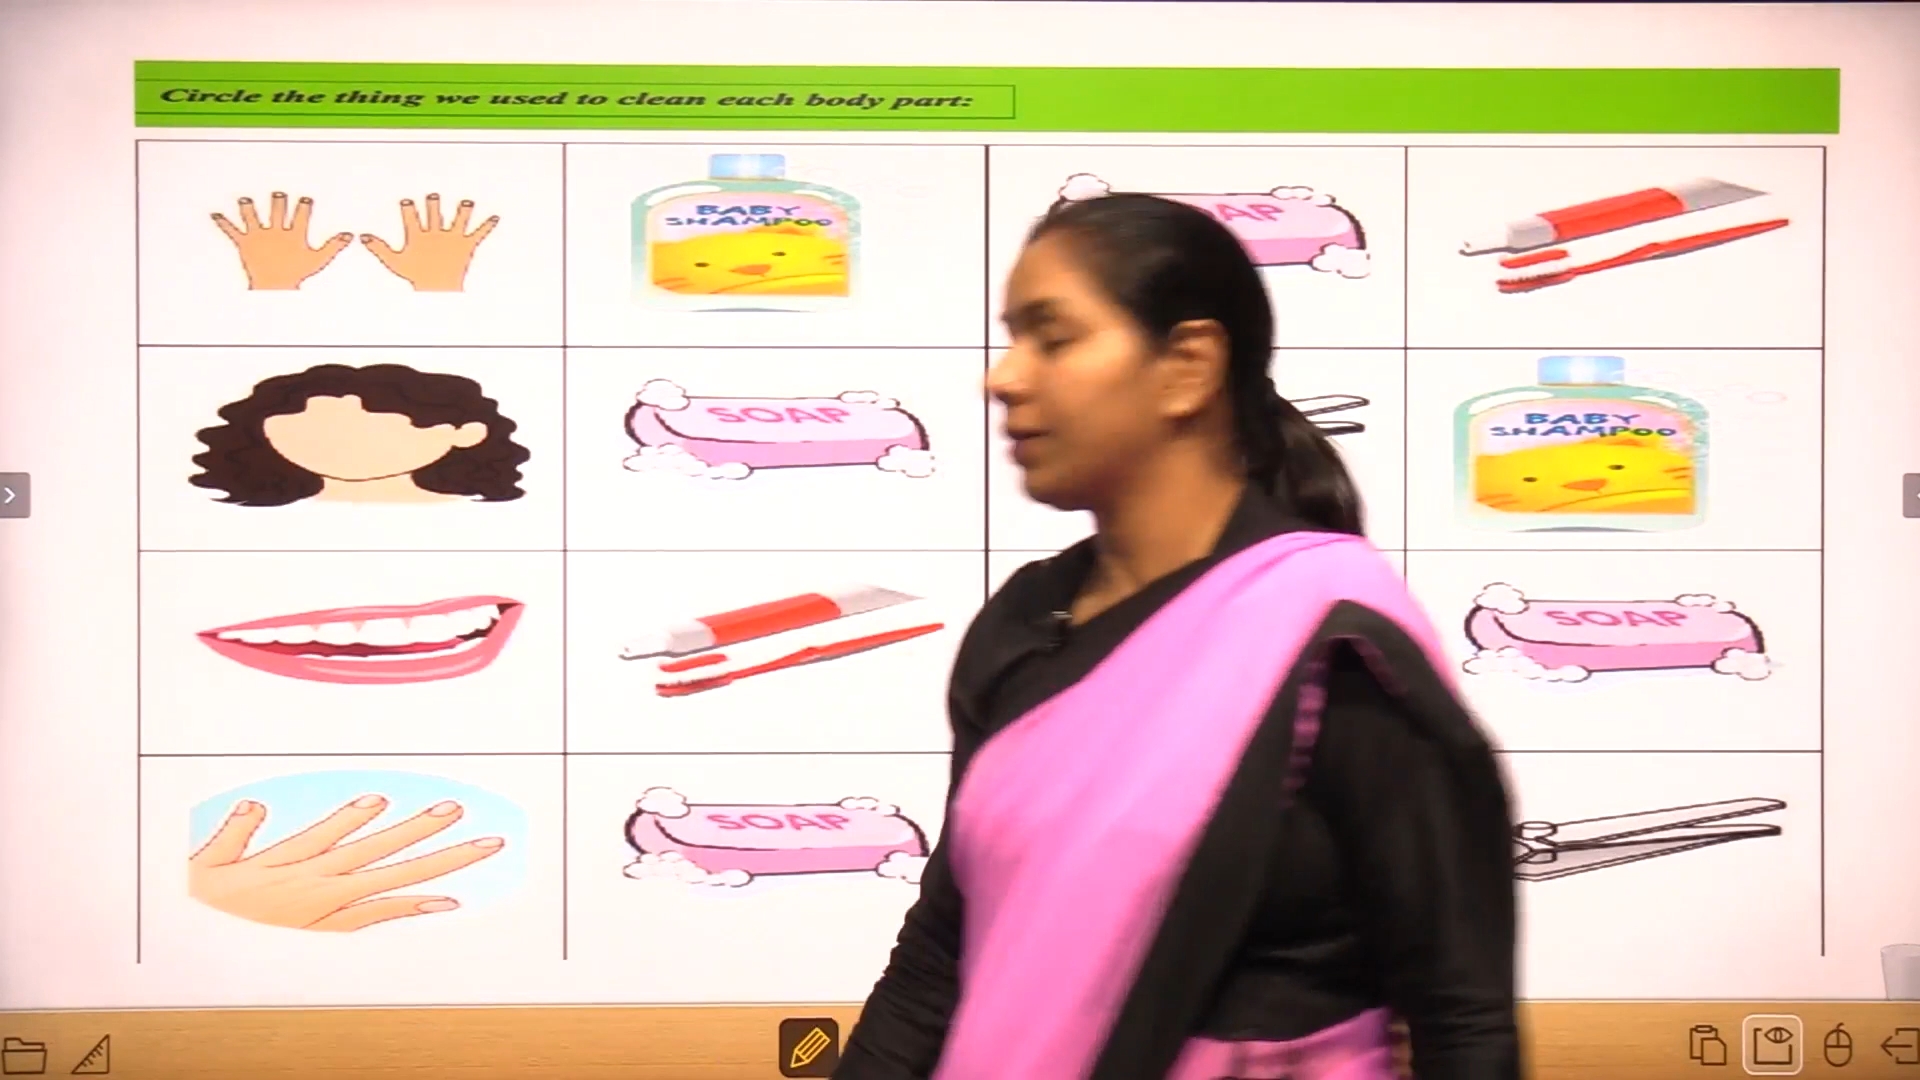 Circle the thing we used to clean each body part:
BABY
SHAMPOO
SOAP
BABY
SHAMPOO
SOAP
SOAP